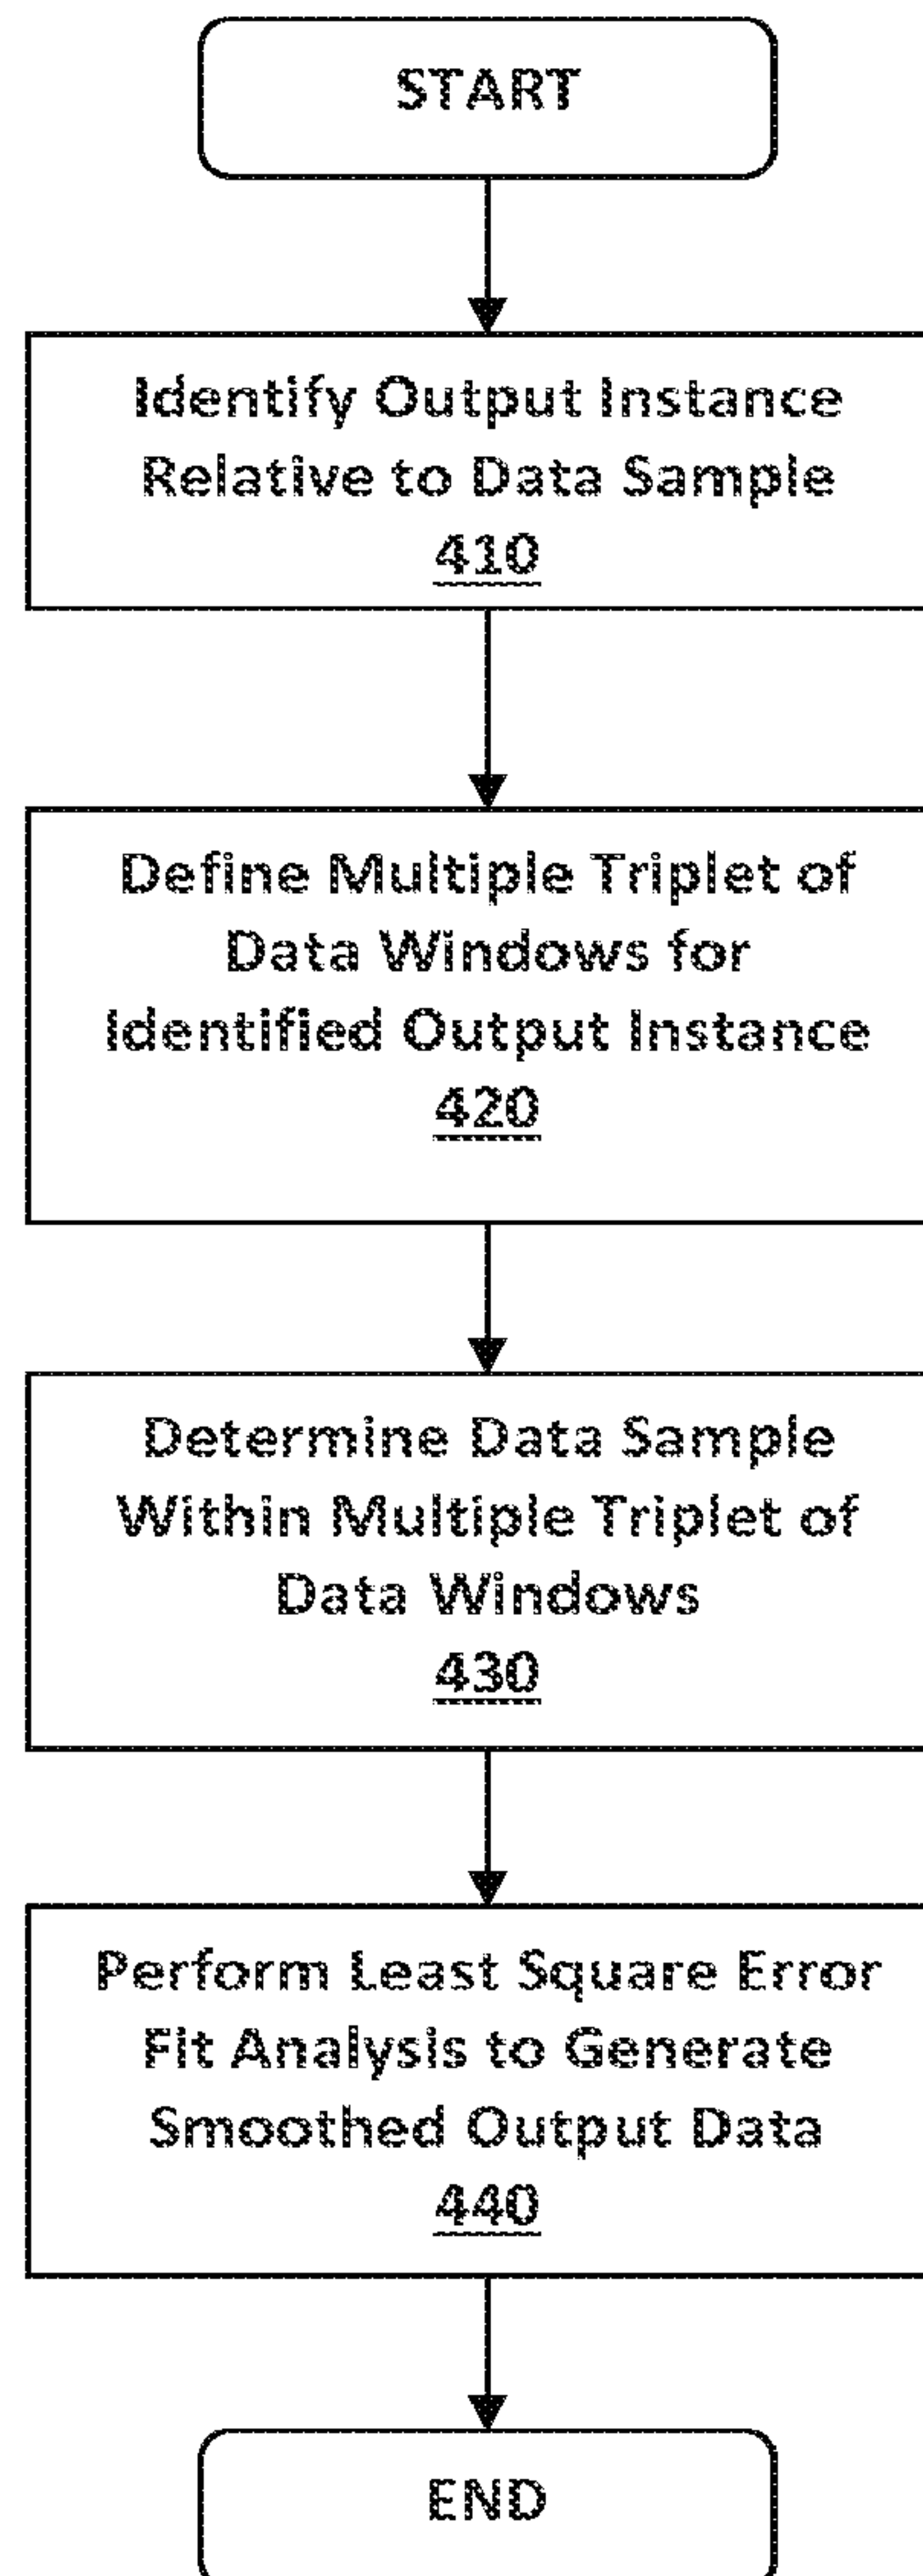 START
Identify Output Instance
Relative to Data Sample
410
Define Multiple Triplet of
Data Windows for
Identified Output Instance
420
Determine Data Sample
Within Multiple Triplet of
Data Windows
430
Perform Least Square Error
Fit Analysis to Generate
Smoothed Output Data
440
END